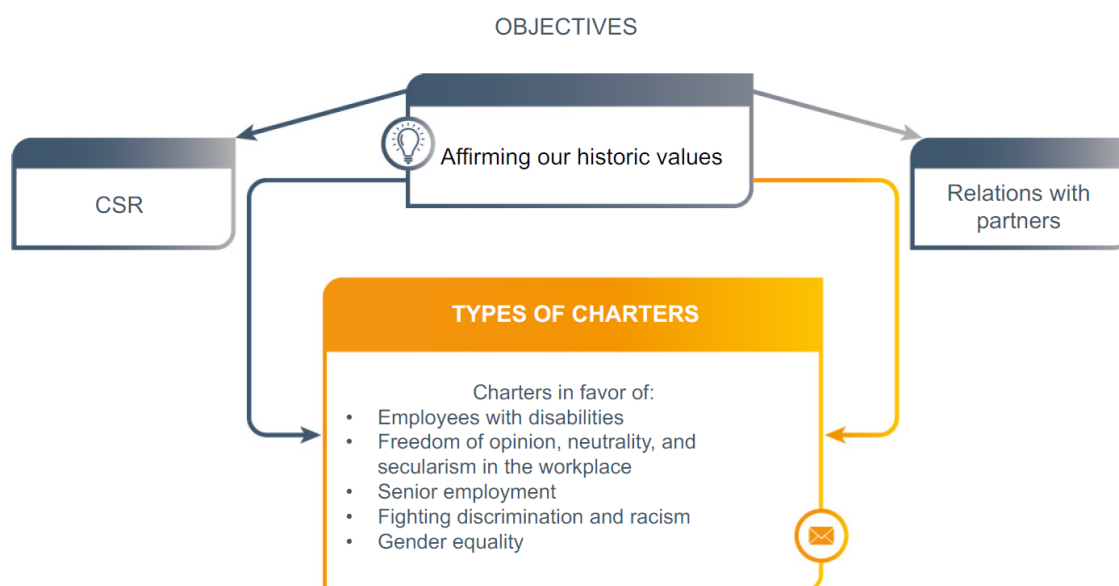 OBJECTIVES
Affirming our historic values
CSR
Relations with
partners
TYPES OF CHARTERS
Charters in favor of:
• Employees with disabilities
• Freedom of opinion, neutrality, and
secularism in the workplace
• Senior employment
• Fighting discrimination and racism
• Gender equality